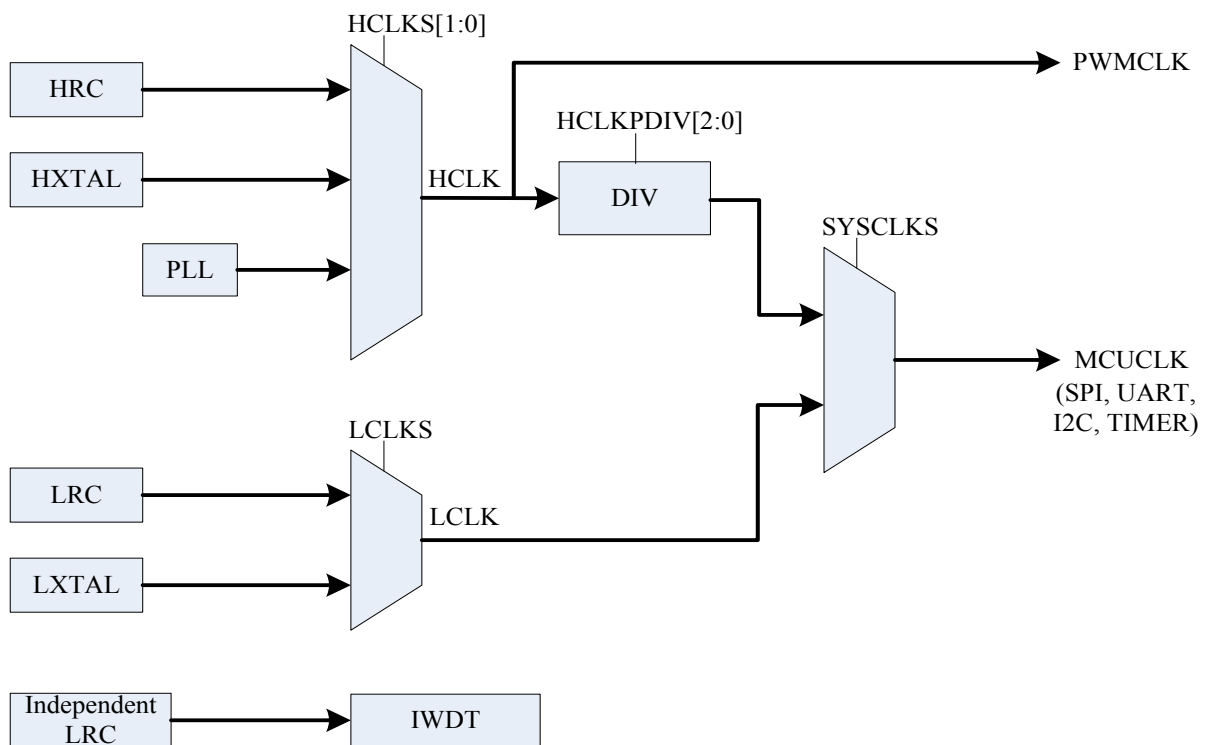 HCLKS[1:0]
HRC
PWMCLK
HCLKPDIV[2:0]
HXTAL
HCLK
DIV
SYSCLKS
PLL
MCUCLK
(SPI, UART,
I2C, TIMER)
LCLKS
LRC
LCLK
LXTAL
Independent
LRC
IWDT